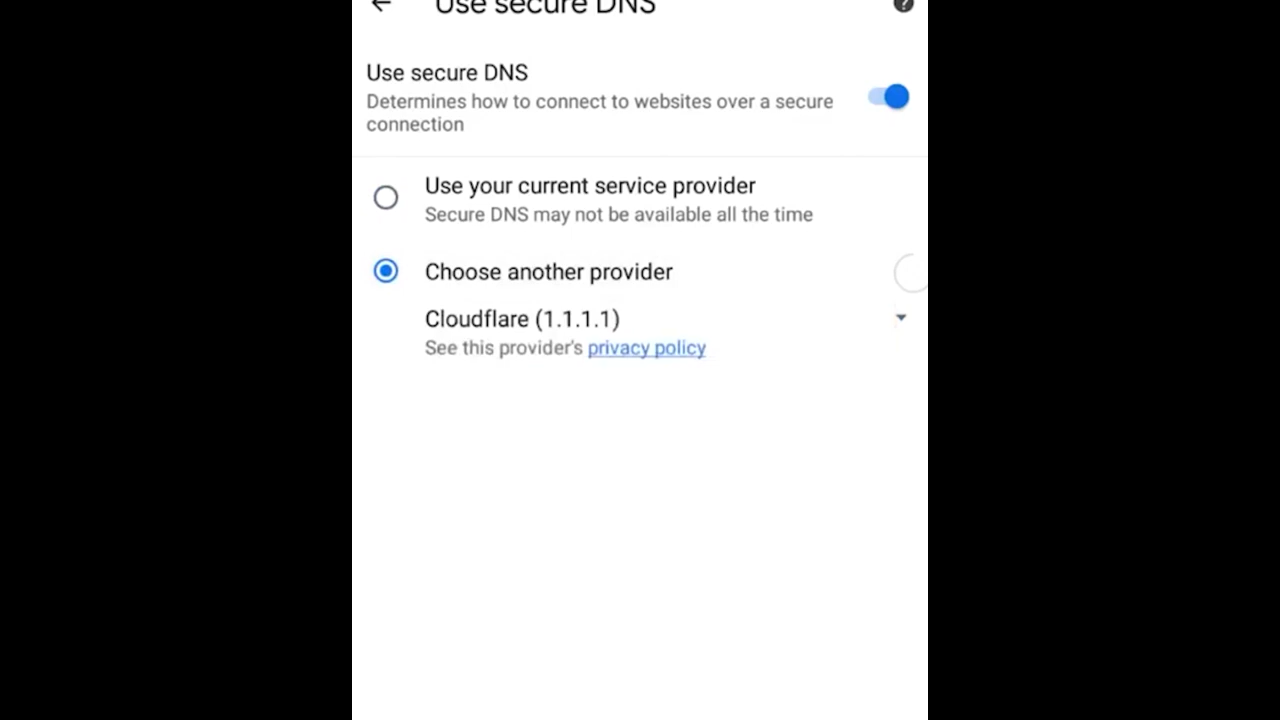 Use secure DNS
Use secure DNS
Determines how to connect to websites over a secure
connection
Use your current service provider
Secure DNS may not be available all the time
Choose another provider
Cloudflare (1.1.1.1)
See this provider's privacy policy